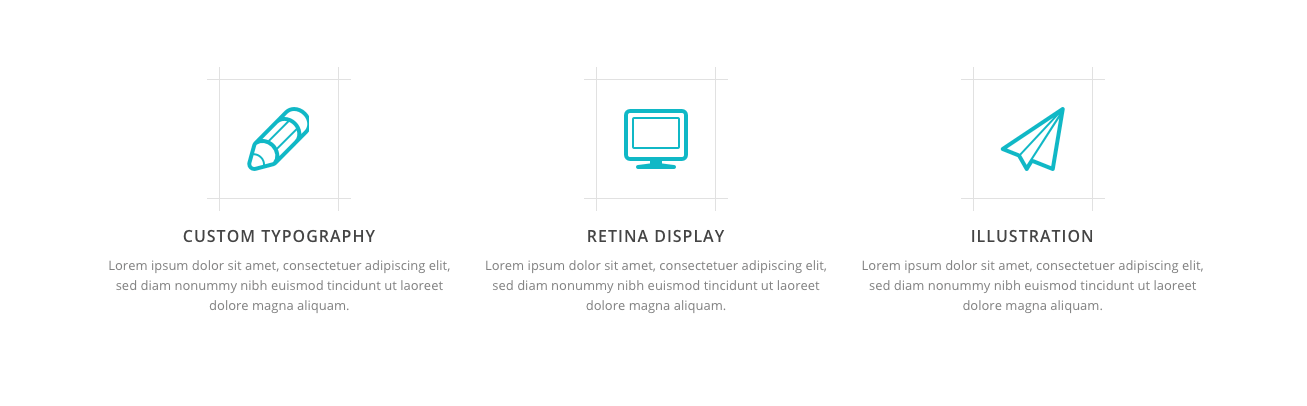 CUSTOM TYPOGRAPHY
Lorem ipsum dolor sit amet, consectetuer adipiscing elit,
sed diam nonummy nibh euismod tincidunt ut laoreet
dolore magna aliquam.
RETINA DISPLAY
Lorem ipsum dolor sit amet, consectetuer adipiscing elit,
sed diam nonummy nibh euismod tincidunt ut laoreet
dolore magna aliquam.
ILLUSTRATION
Lorem ipsum dolor sit amet, consectetuer adipiscing elit,
sed diam nonummy nibh euismod tincidunt ut laoreet
dolore magna aliquam.